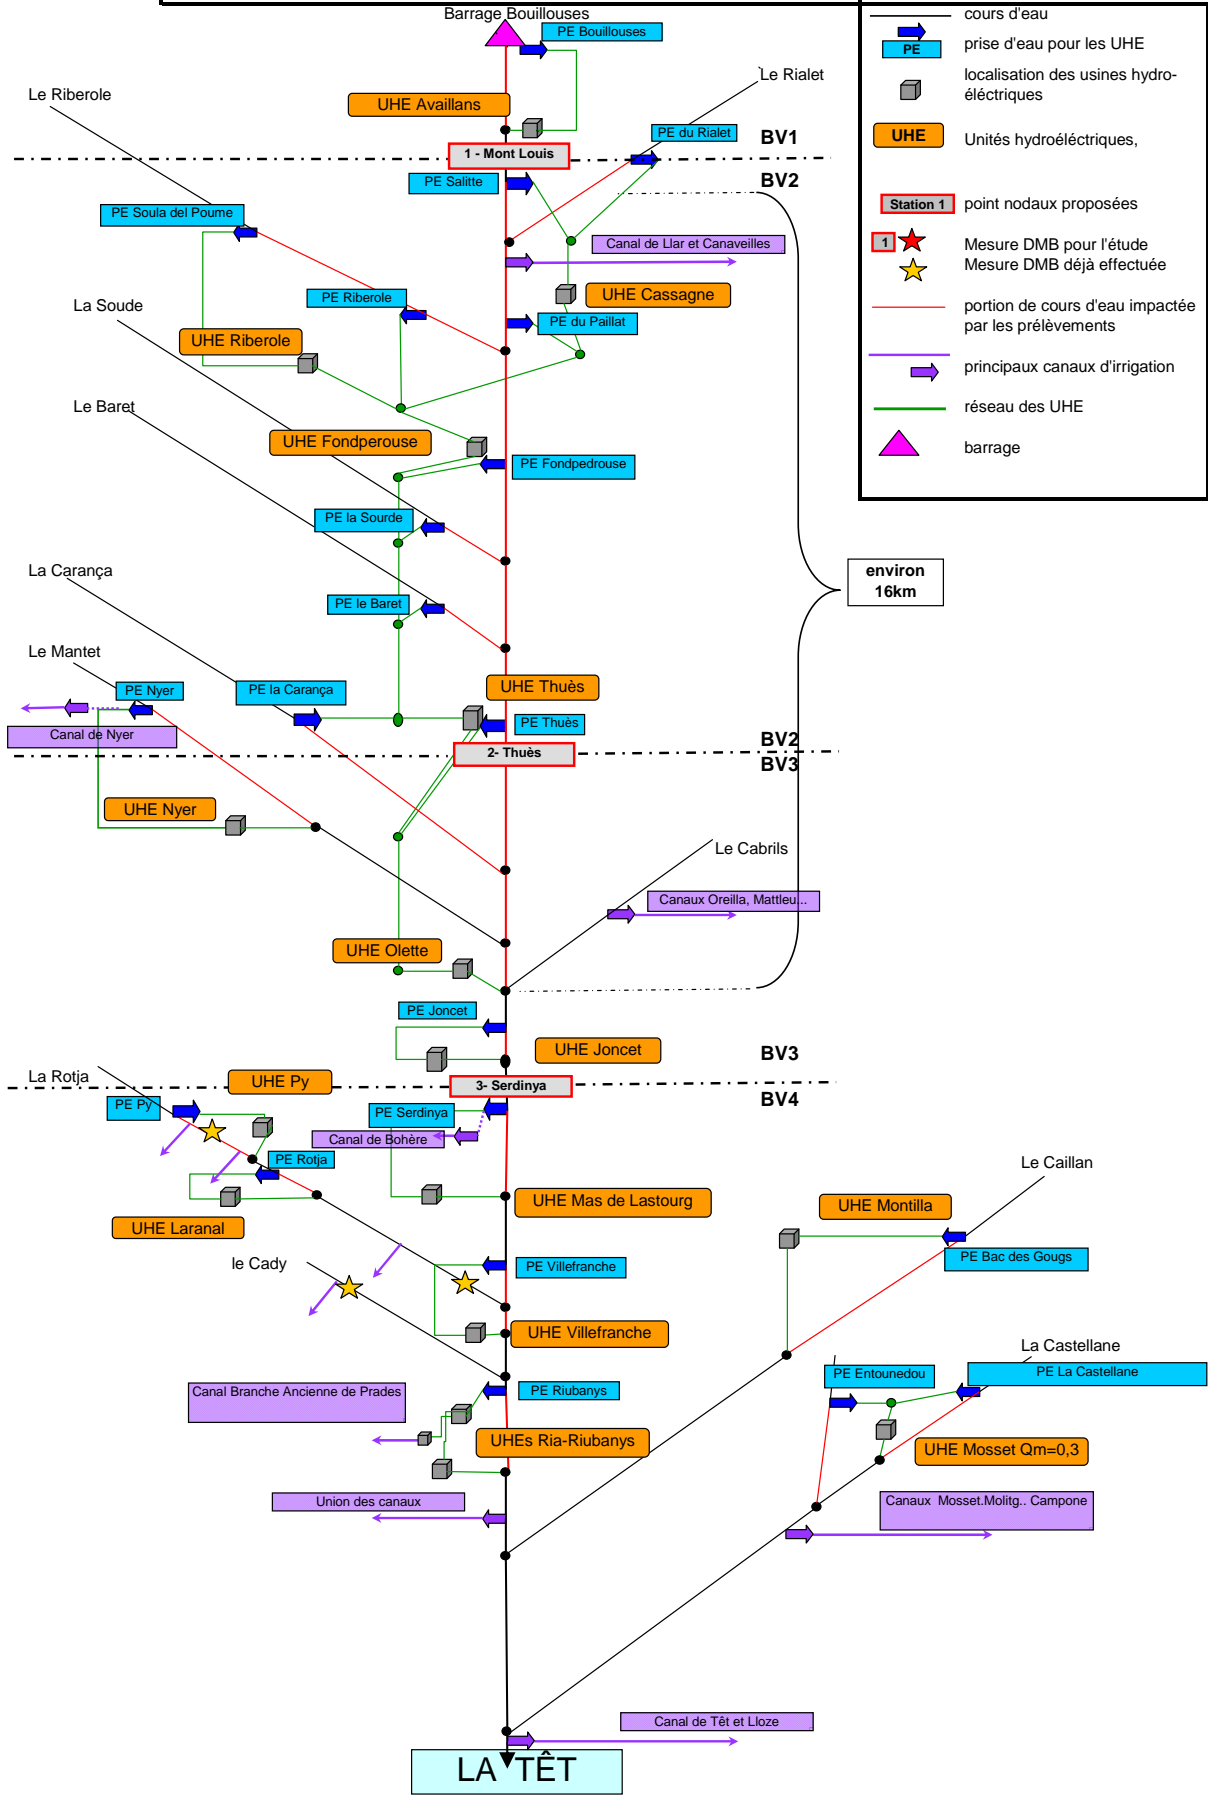 Barrage Bouillouses
PE Bouillouses
Le Rialet
Le Riberole
UHE Availlans
PE du Rialet
BV1
1 - Mont Louis
BV2
PE Salitte
PE Soula del Poume
Canal de Llar et Canaveilles
La Soude
PE Riberole
UHE Cassagne
PE du Paillat
UHE Riberole
Le Baret
UHE Fondperouse
PE Fondpedrouse
PE la Sourde
La Carança
environ
16km
PE le Baret
Le Mantet
PE Nyer
PE la Carança
UHE Thuès
PE Thuès
Canal de Nyer
BV2
2- Thuès
BV3
UHE Nyer
Le Cabrils
Canaux Oreilla, Mattleu...
UHE Olette
PE Joncet
UHE Joncet
BV3
La Rotja
UHE Py
3- Serdinya
BV4
PE Py
PE Serdinya
Canal de Bohère
PE Rotja
Le Caillan
UHE Mas de Lastourg
UHE Montilla
UHE Laranal
le Cady
PE Villefranche
PE Bac des Gougs
UHE Villefranche
La Castellane
PE Entounedou
PE La Castellane
Canal Branche Ancienne de Prades
PE Riubanys
UHEs Ria-Riubanys
UHE Mosset Qm=0,3
Union des canaux
Canaux Mosset.Molitg.. Campone
Canal de Têt et Lloze
LA TÊT
cours d'eau
PE
prise d'eau pour les UHE
localisation des usines hydro-
éléctriques
UHE
Unités hydroéléctriques,
Station 1
point nodaux proposées
1
Mesure DMB pour l'étude
Mesure DMB déjà effectuée
portion de cours d'eau impactée
par les prélèvements
principaux canaux d'irrigation
réseau des UHE
barrage